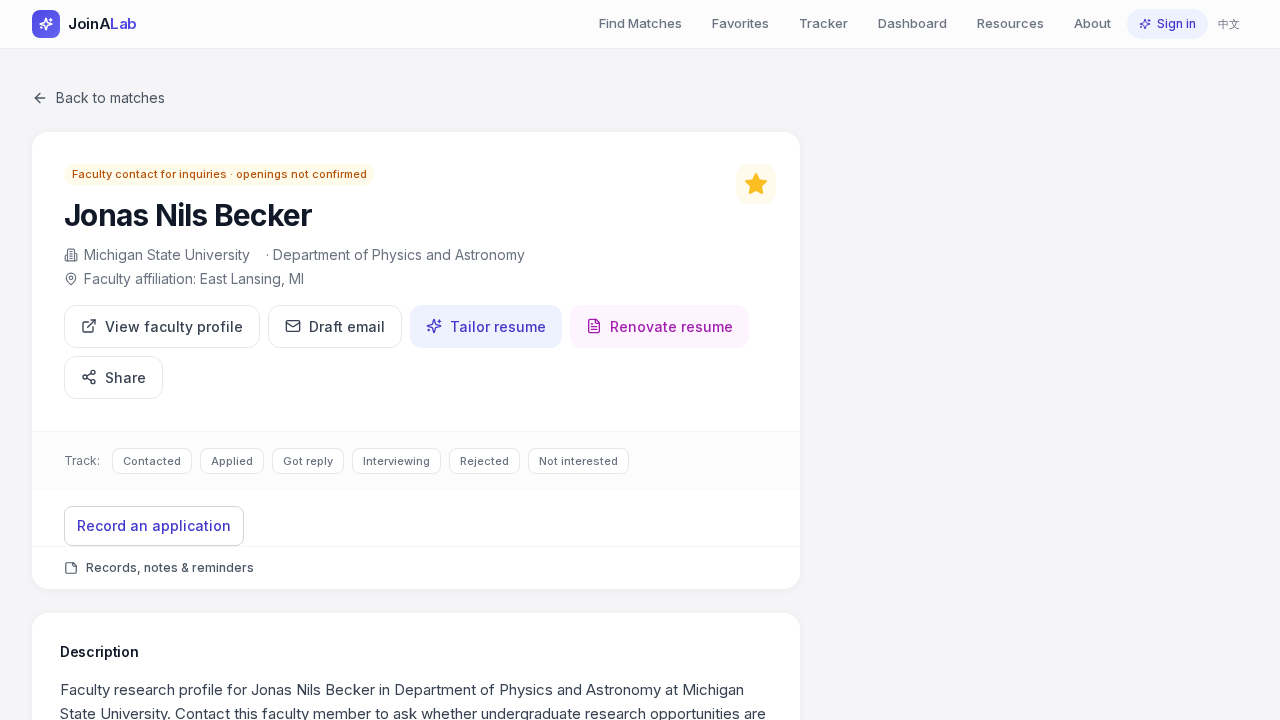 JoinALab
Find Matches
Favorites
Tracker
Dashboard
Resources
About
Sign in
中文
Back to matches
Faculty contact for inquiries · openings not confirmed
Jonas Nils Becker
Michigan State University · Department of Physics and Astronomy
Faculty affiliation: East Lansing, MI
View faculty profile
Draft email
Tailor resume
Renovate resume
Share
Track:
Contacted
Applied
Got reply
Interviewing
Rejected
Not interested
Record an application
Records, notes & reminders
Description
Faculty research profile for Jonas Nils Becker in Department of Physics and Astronomy at Michigan
State University. Contact this faculty member to ask whether undergraduate research opportunities are